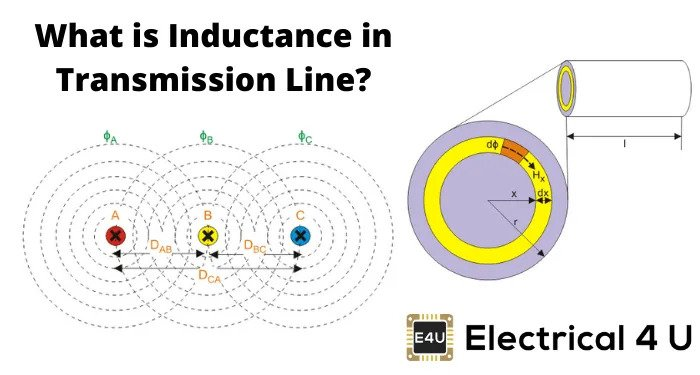 What is Inductance in
Transmission Line?
ϕA ϕB ϕC
A B C
DAB DBC
DCA
l
dϕ
Hx
x dx
r
E4U Electrical 4 U